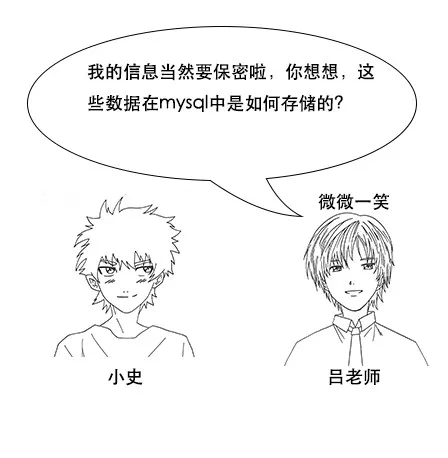 我的信息当然要保密啦，你想想，这
些数据在mysql中是如何存储的？
微微一笑
小史
吕老师